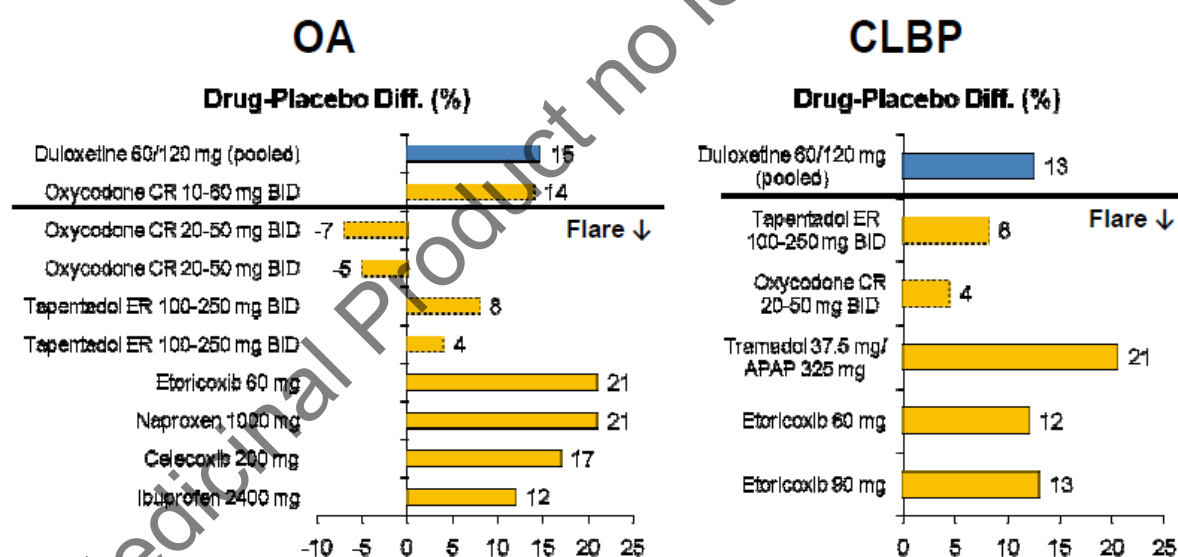 OA
Drug-Placebo Diff. (%)
Duloxetine 60/120 mg (pooled) 15
Oxycodone CR 10-60 mg BID 14
Flare ↓
Oxycodone CR 20-50 mg BID -7
Oxycodone CR 20-50 mg BID -5
Tapentadol ER 100-250 mg BID 8
Tapentadol ER 100-250 mg BID 4
Etoricoxib 60 mg 21
Naproxen 1000 mg 21
Celecoxib 200 mg 17
Ibuprofen 2400 mg 12
-10 -5 0 5 10 15 20 25
CLBP
Drug-Placebo Diff. (%)
Duloxetine 60/120 mg
(pooled) 13
Flare ↓
Tapentadol ER
100-250 mg BID 8
Oxycodone CR
20-50 mg BID 4
Tramadol 37.5 mg/
APAP 325 mg 21
Etoricoxib 60 mg 12
Etoricoxib 90 mg 13
0 5 10 15 20 25
Medicinal Product no